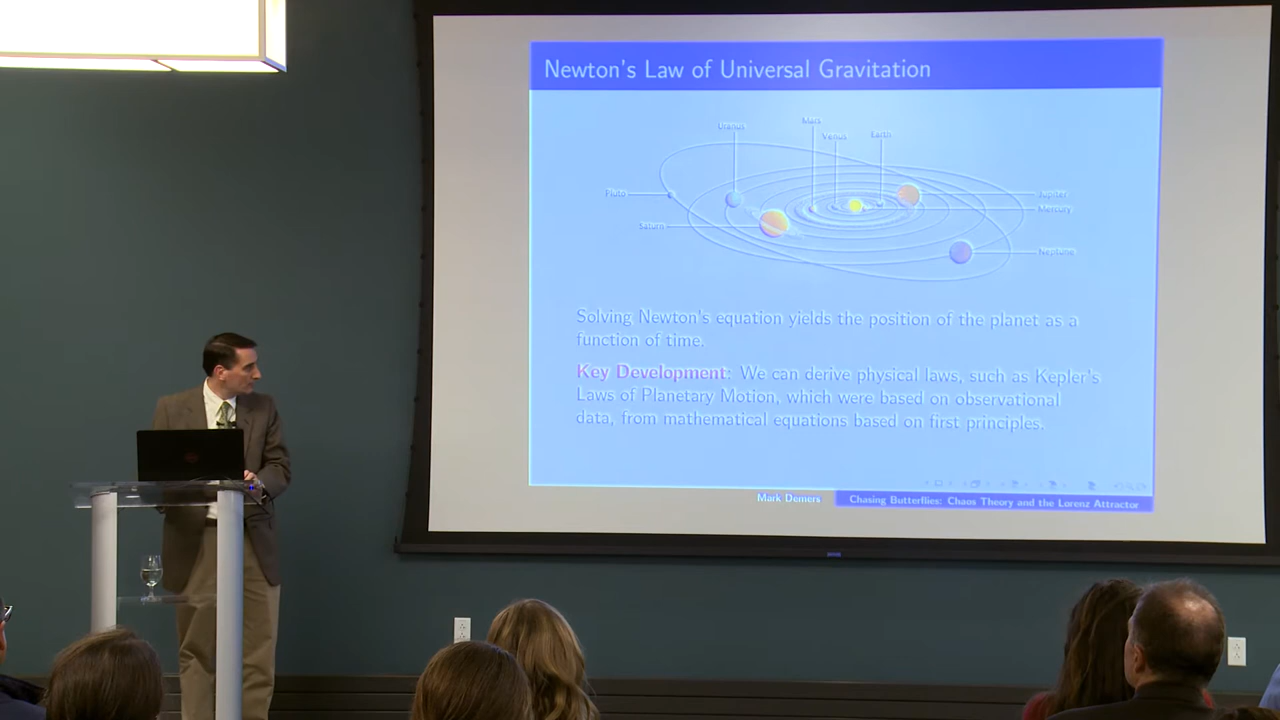 Newton's Law of Universal Gravitation
Uranus
Mars
Venus
Earth
Pluto
Jupiter
Mercury
Saturn
Neptune
Solving Newton's equation yields the position of the planet as a
function of time.
Key Development: We can derive physical laws, such as Kepler's
Laws of Planetary Motion, which were based on observational
data, from mathematical equations based on first principles.
Mark Demers
Chasing Butterflies: Chaos Theory and the Lorenz Attractor